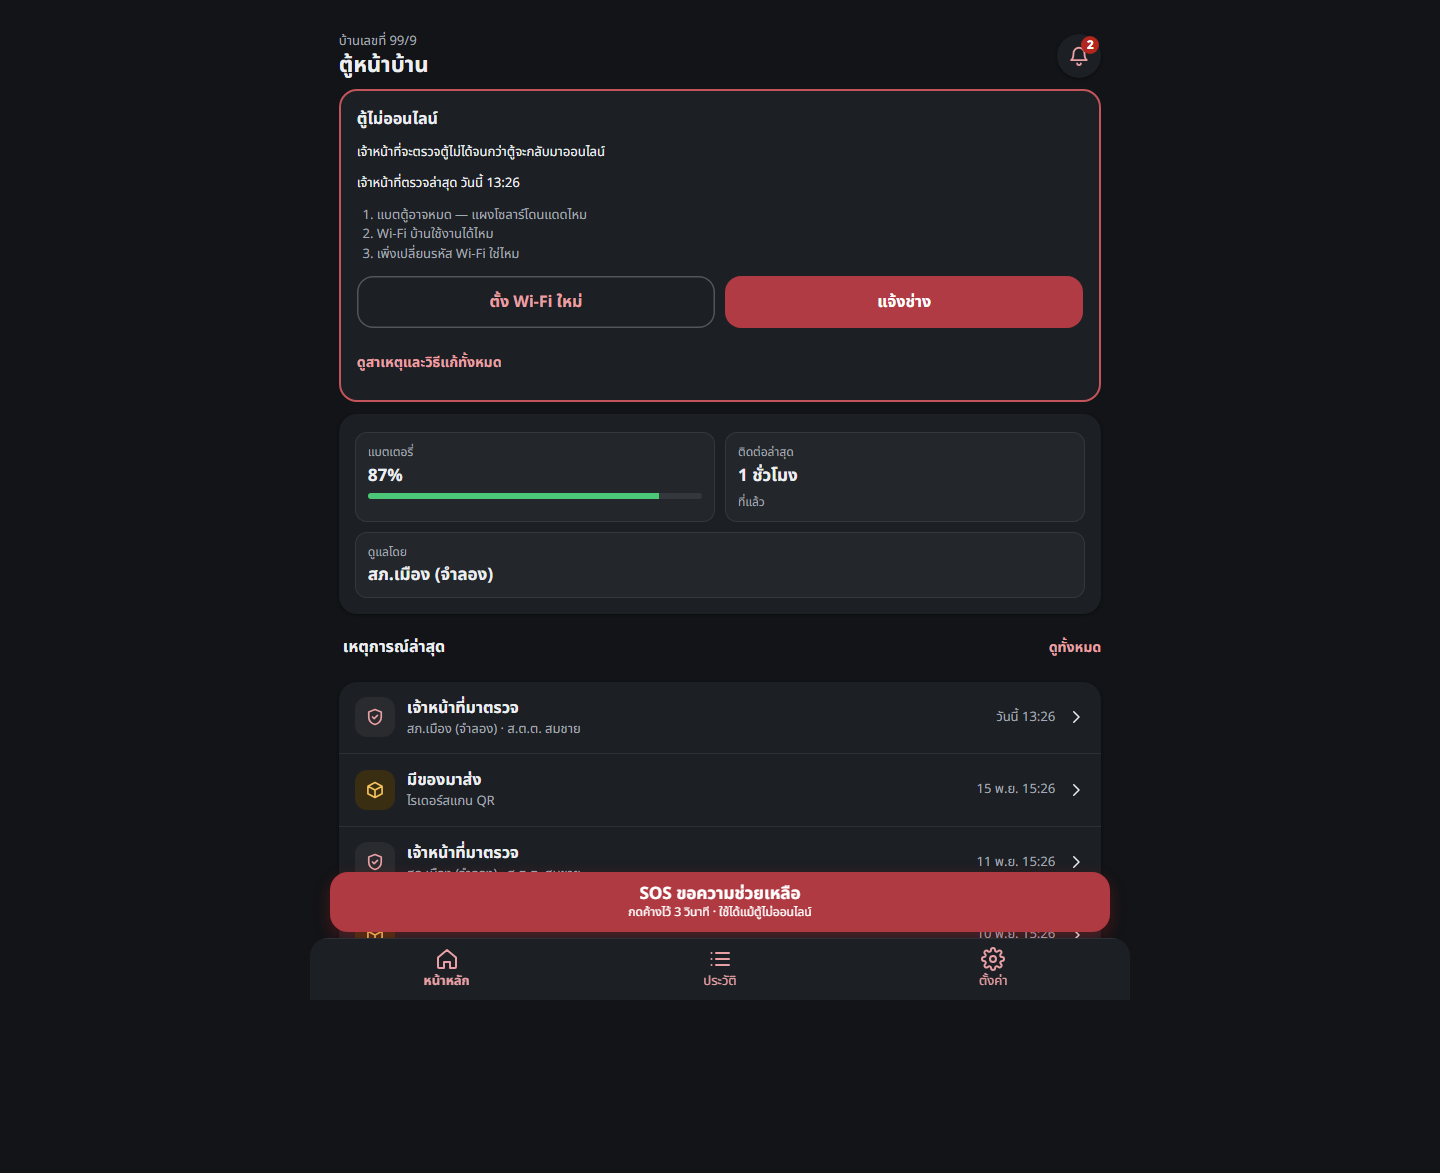 บ้านเลขที่ 99/9
ตู้หน้าบ้าน
2
ตู้ไม่ออนไลน์
เจ้าหน้าที่จะตรวจตู้ไม่ได้จนกว่าตู้จะกลับมาออนไลน์
เจ้าหน้าที่ตรวจล่าสุด วันนี้ 13:26
1. แบตตู้อาจหมด — แผงโซลาร์โดนแดดไหม
2. Wi-Fi บ้านใช้งานได้ไหม
3. เพิ่งเปลี่ยนรหัส Wi-Fi ใช่ไหม
ตั้ง Wi-Fi ใหม่
แจ้งช่าง
ดูสาเหตุและวิธีแก้ทั้งหมด
แบตเตอรี่
87%
ติดต่อล่าสุด
1 ชั่วโมง
ที่แล้ว
ดูแลโดย
สภ.เมือง (จำลอง)
เหตุการณ์ล่าสุด
ดูทั้งหมด
เจ้าหน้าที่มาตรวจ
สภ.เมือง (จำลอง) · ส.ต.ต. สมชาย
วันนี้ 13:26
มีของมาส่ง
ไรเดอร์สแกน QR
15 พ.ย. 15:26
เจ้าหน้าที่มาตรวจ
11 พ.ย. 15:26
SOS ขอความช่วยเหลือ
กดค้างไว้ 3 วินาที · ใช้ได้แม้ตู้ไม่ออนไลน์
10 พ.ย. 15:26
หน้าหลัก
ประวัติ
ตั้งค่า